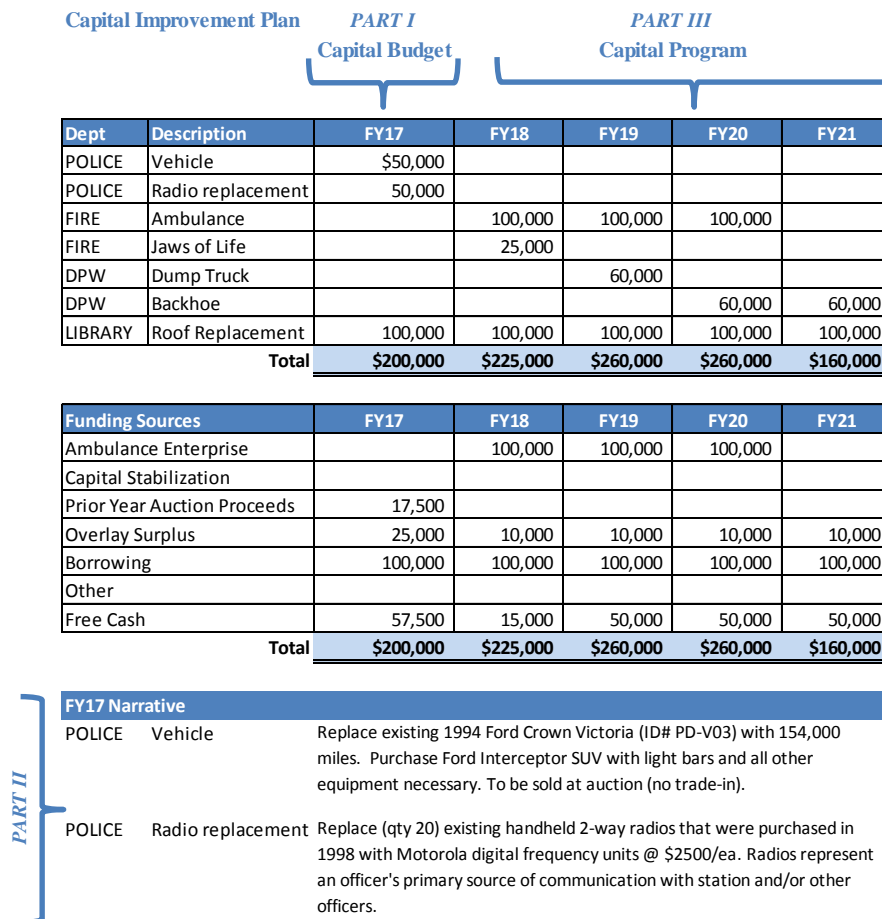 Capital Improvement Plan PART I PART III
Capital Budget Capital Program
Dept Description FY17 FY18 FY19 FY20 FY21
POLICE Vehicle $50,000
POLICE Radio replacement 50,000
FIRE Ambulance 100,000 100,000 100,000
FIRE Jaws of Life 25,000
DPW Dump Truck 60,000
DPW Backhoe 60,000 60,000
LIBRARY Roof Replacement 100,000 100,000 100,000 100,000 100,000
Total $200,000 $225,000 $260,000 $260,000 $160,000
Funding Sources FY17 FY18 FY19 FY20 FY21
Ambulance Enterprise 100,000 100,000 100,000
Capital Stabilization
Prior Year Auction Proceeds 17,500
Overlay Surplus 25,000 10,000 10,000 10,000 10,000
Borrowing 100,000 100,000 100,000 100,000 100,000
Other
Free Cash 57,500 15,000 50,000 50,000 50,000
Total $200,000 $225,000 $260,000 $260,000 $160,000
PART II
FY17 Narrative
POLICE Vehicle Replace existing 1994 Ford Crown Victoria (ID# PD-V03) with 154,000
miles. Purchase Ford Interceptor SUV with light bars and all other
equipment necessary. To be sold at auction (no trade-in).
POLICE Radio replacement Replace (qty 20) existing handheld 2-way radios that were purchased in
1998 with Motorola digital frequency units @ $2500/ea. Radios represent
an officer's primary source of communication with station and/or other
officers.